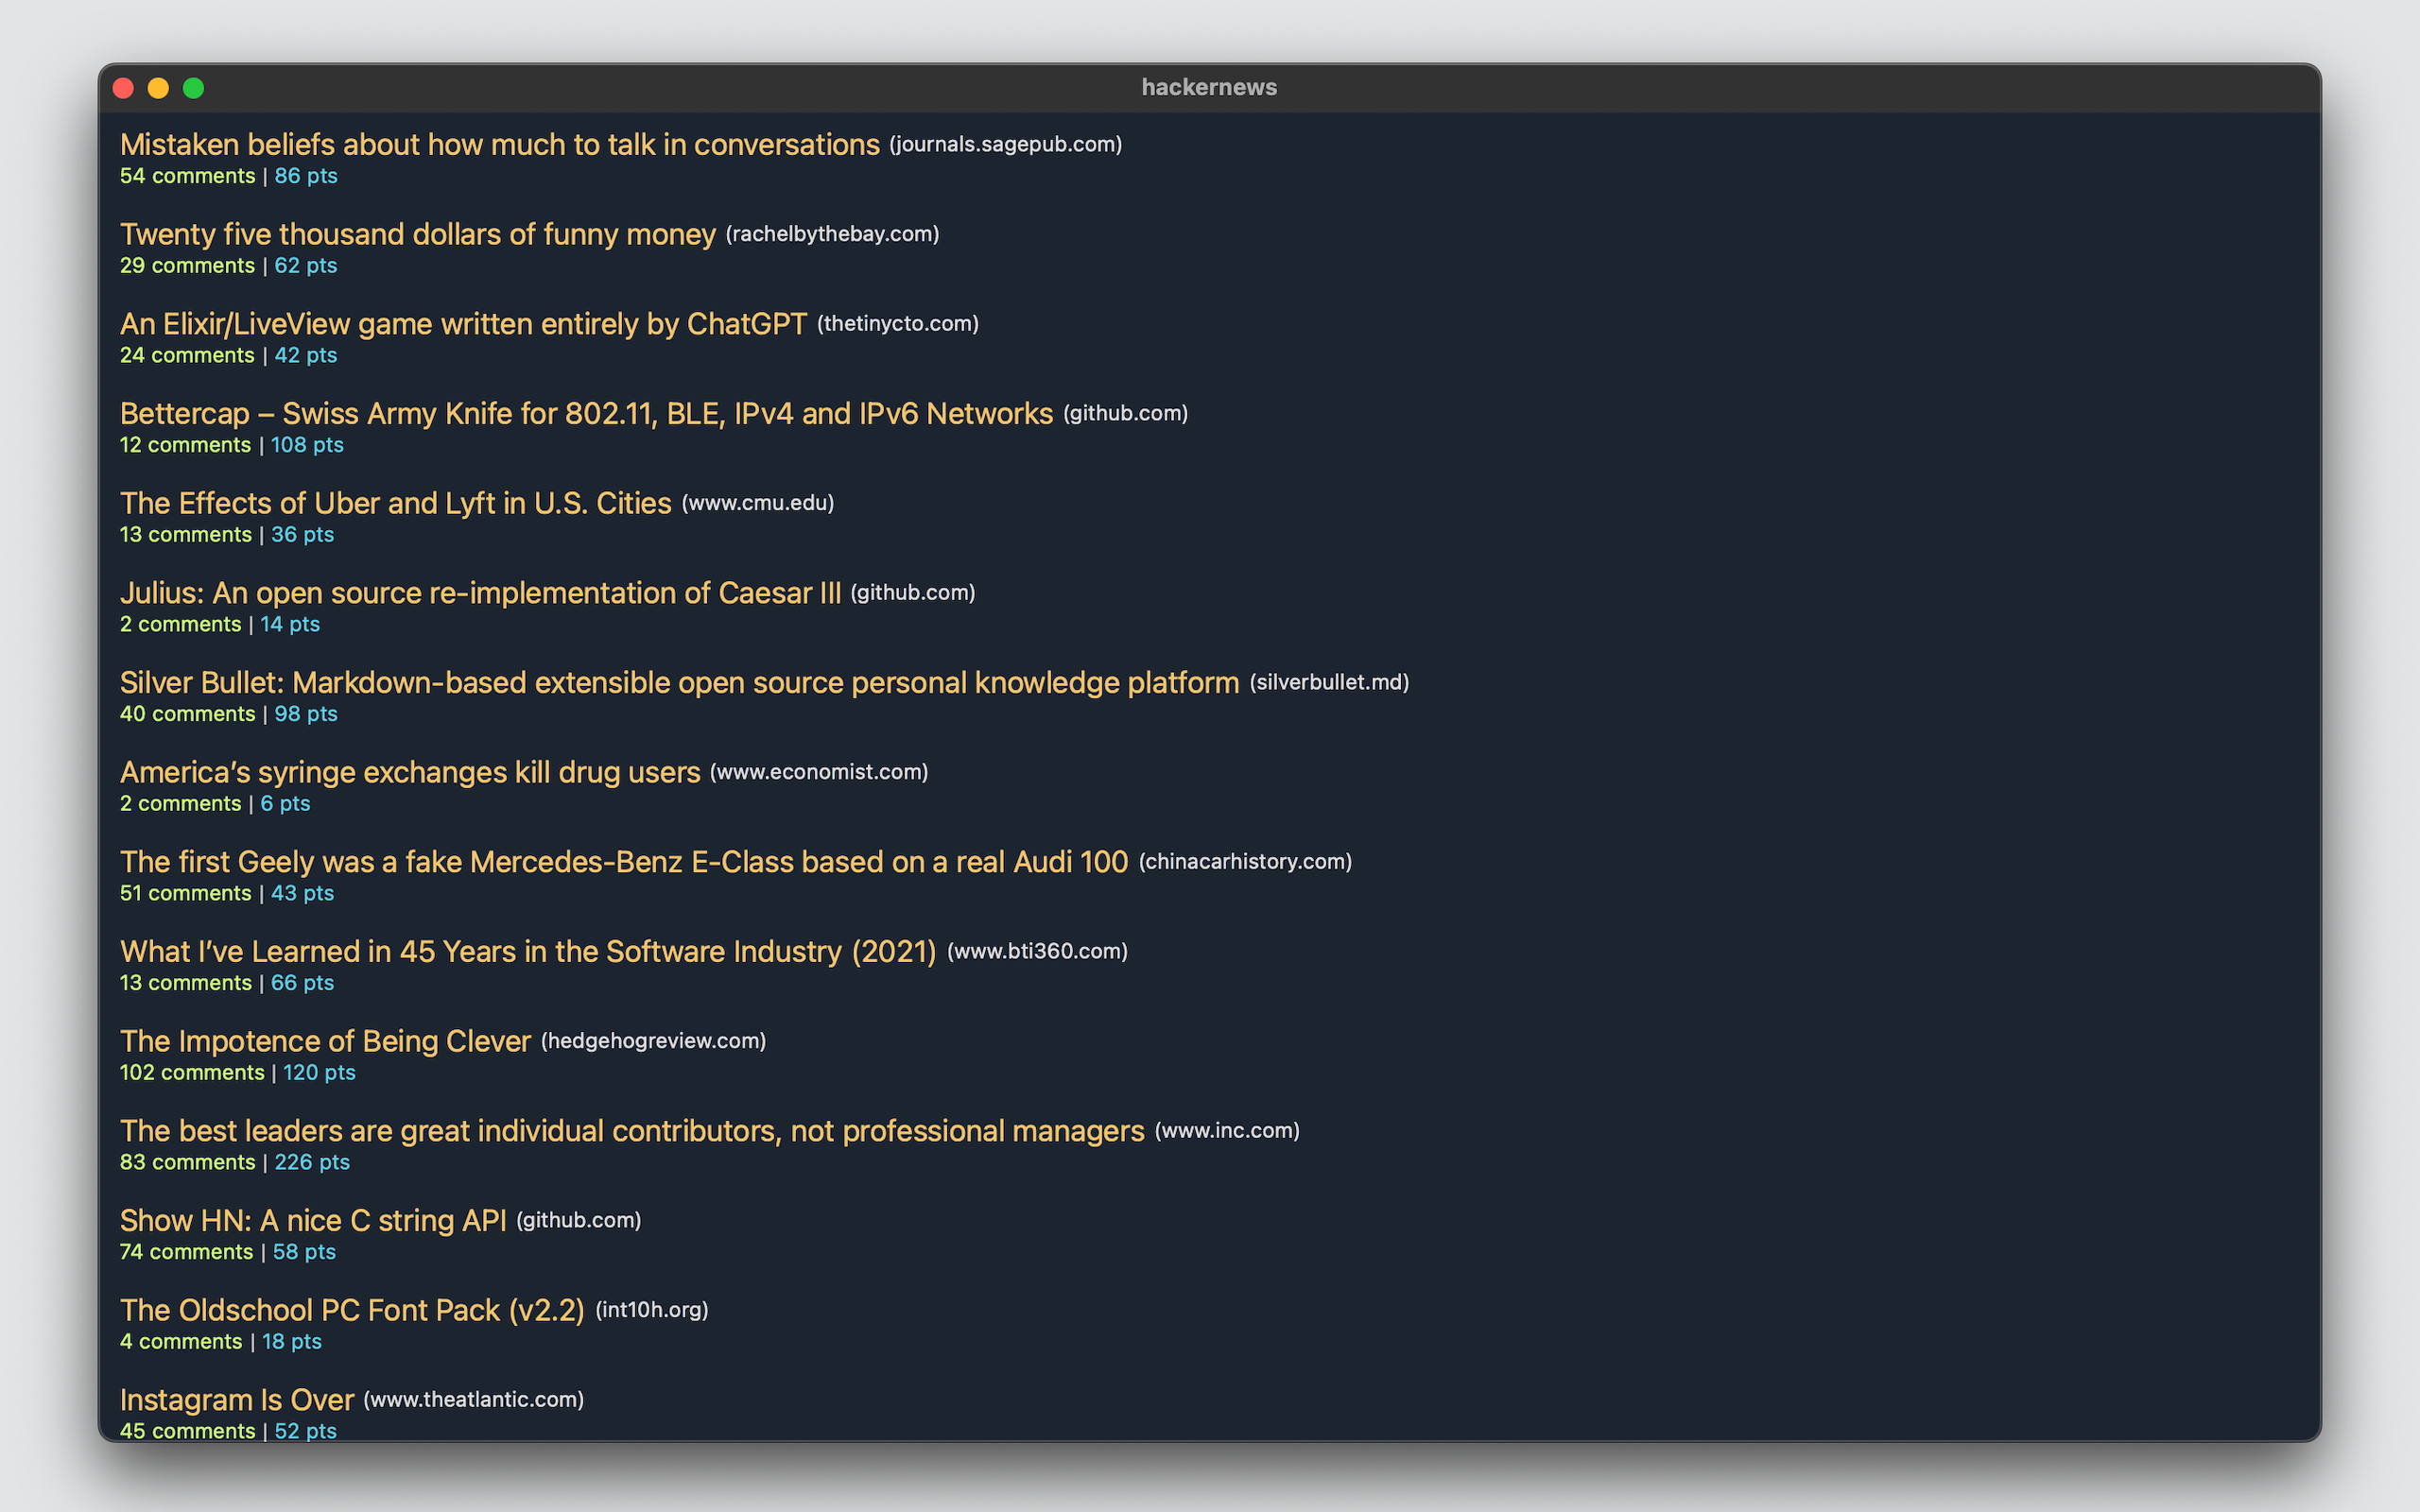 hackernews
Mistaken beliefs about how much to talk in conversations (journals.sagepub.com)
54 comments | 86 pts
Twenty five thousand dollars of funny money (rachelbythebay.com)
29 comments | 62 pts
An Elixir/LiveView game written entirely by ChatGPT (thetinycto.com)
24 comments | 42 pts
Bettercap – Swiss Army Knife for 802.11, BLE, IPv4 and IPv6 Networks (github.com)
12 comments | 108 pts
The Effects of Uber and Lyft in U.S. Cities (www.cmu.edu)
13 comments | 36 pts
Julius: An open source re-implementation of Caesar III (github.com)
2 comments | 14 pts
Silver Bullet: Markdown-based extensible open source personal knowledge platform (silverbullet.md)
40 comments | 98 pts
America’s syringe exchanges kill drug users (www.economist.com)
2 comments | 6 pts
The first Geely was a fake Mercedes-Benz E-Class based on a real Audi 100 (chinacarhistory.com)
51 comments | 43 pts
What I’ve Learned in 45 Years in the Software Industry (2021) (www.bti360.com)
13 comments | 66 pts
The Impotence of Being Clever (hedgehogreview.com)
102 comments | 120 pts
The best leaders are great individual contributors, not professional managers (www.inc.com)
83 comments | 226 pts
Show HN: A nice C string API (github.com)
74 comments | 58 pts
The Oldschool PC Font Pack (v2.2) (int10h.org)
4 comments | 18 pts
Instagram Is Over (www.theatlantic.com)
45 comments | 52 pts